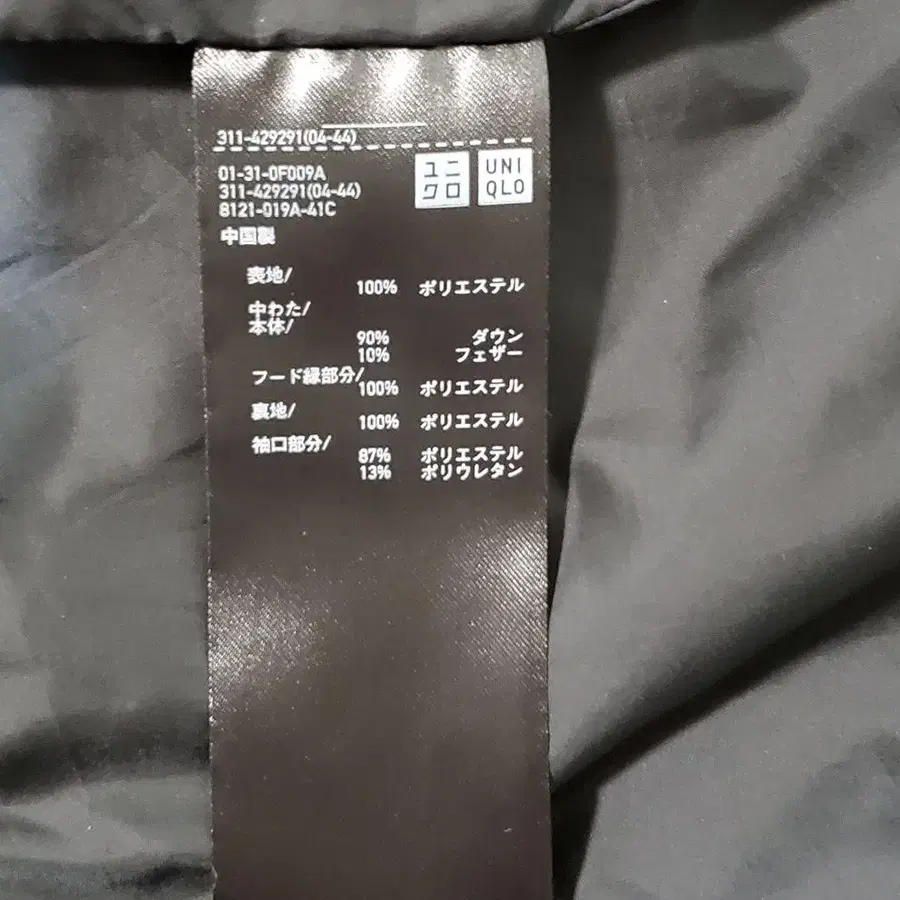 311-429291(04-44)
01-31-0F009A
311-429291(04-44)
8121-019A-41C
ユニ
クロ
UNI
QLO
中国製
表地/
100% ポリエステル
中わた/
本体/
90% ダウン
10% フェザー
フード縁部分/
100% ポリエステル
裏地/
100% ポリエステル
袖口部分/
87% ポリエステル
13% ポリウレタン